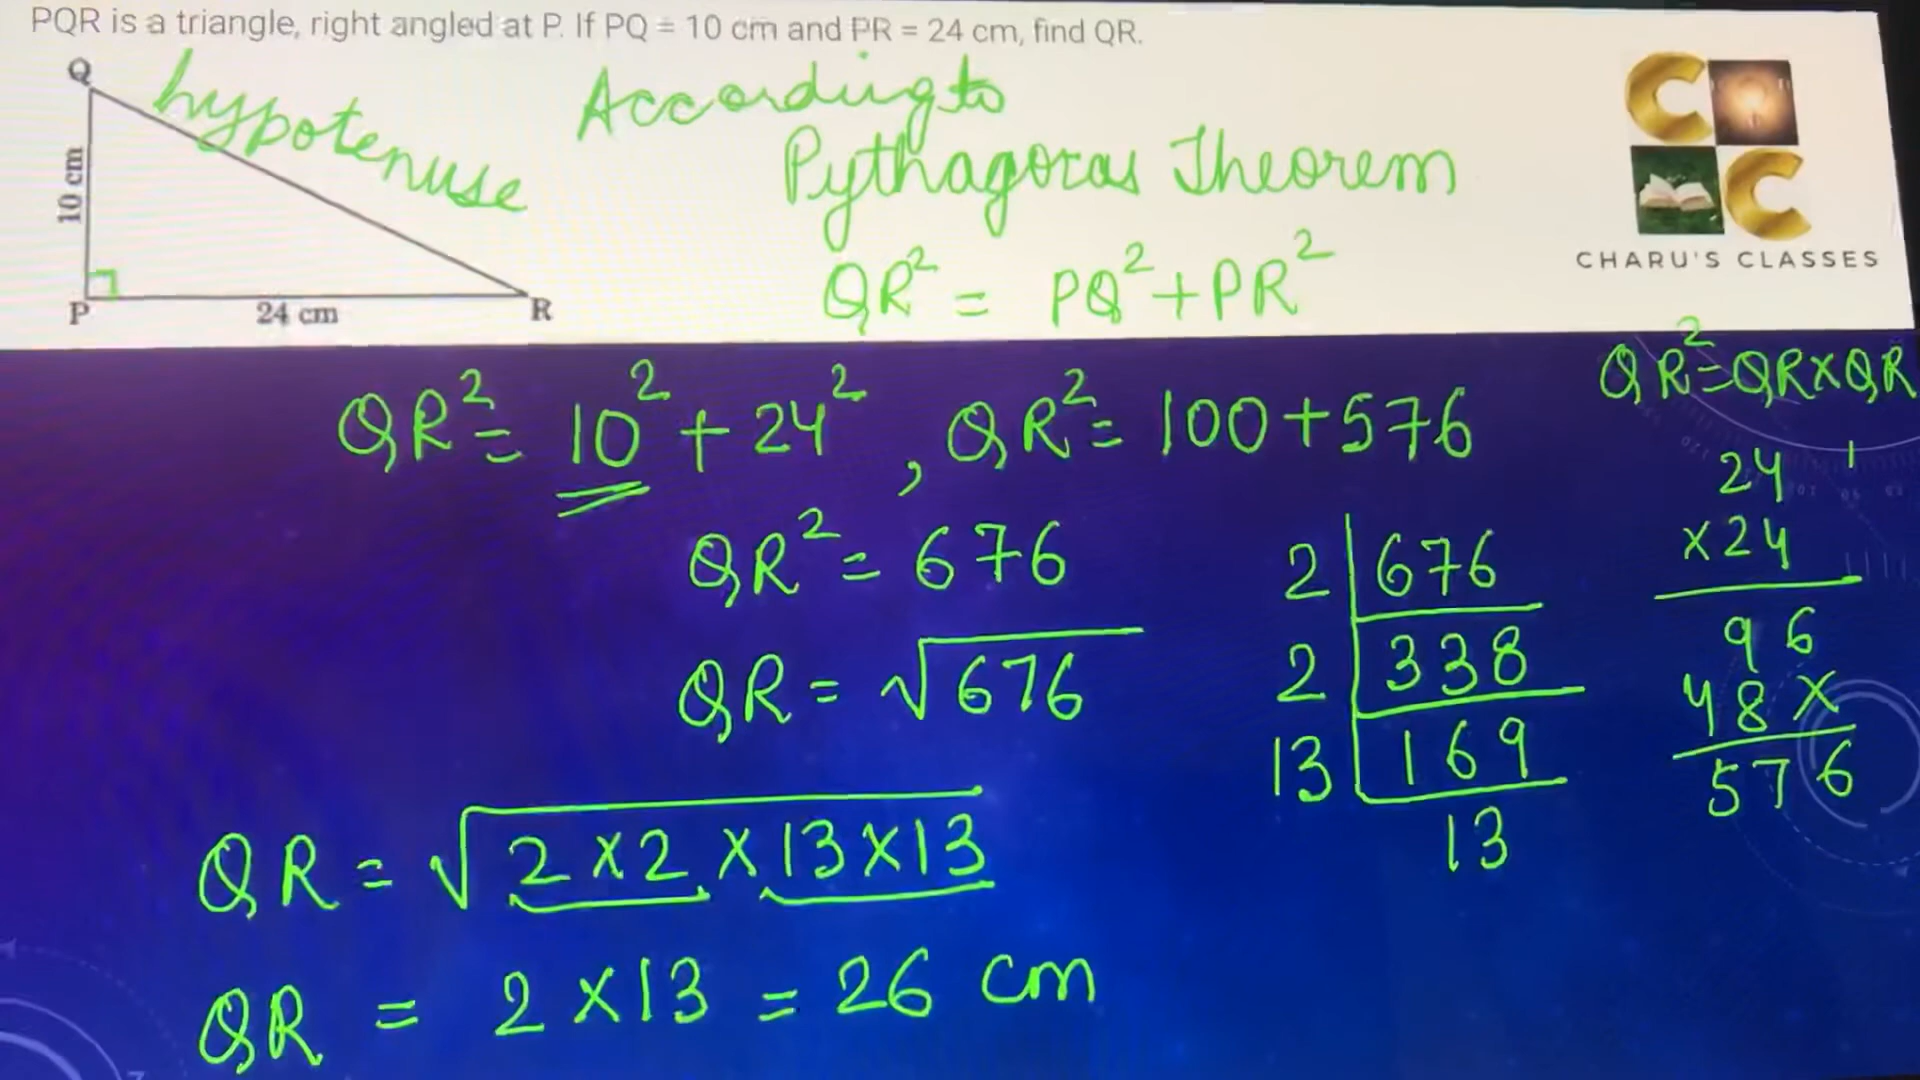 PQR is a triangle, right angled at P. If PQ = 10 cm and PR = 24 cm, find QR.
Q
hypotenuse
10 cm
P
24 cm
R
According to
Pythagoras Theorem
QR² = PQ² + PR²
C
C
CHARU'S CLASSES
QR² = 10² + 24² , QR² = 100 + 576
QR² = QR × QR
QR² = 676
QR = √676
QR = √2 × 2 × 13 × 13
QR = 2 × 13 = 26 cm
2 | 676
2 | 338
13 | 169
13
1
24
× 24
96
48 ×
576